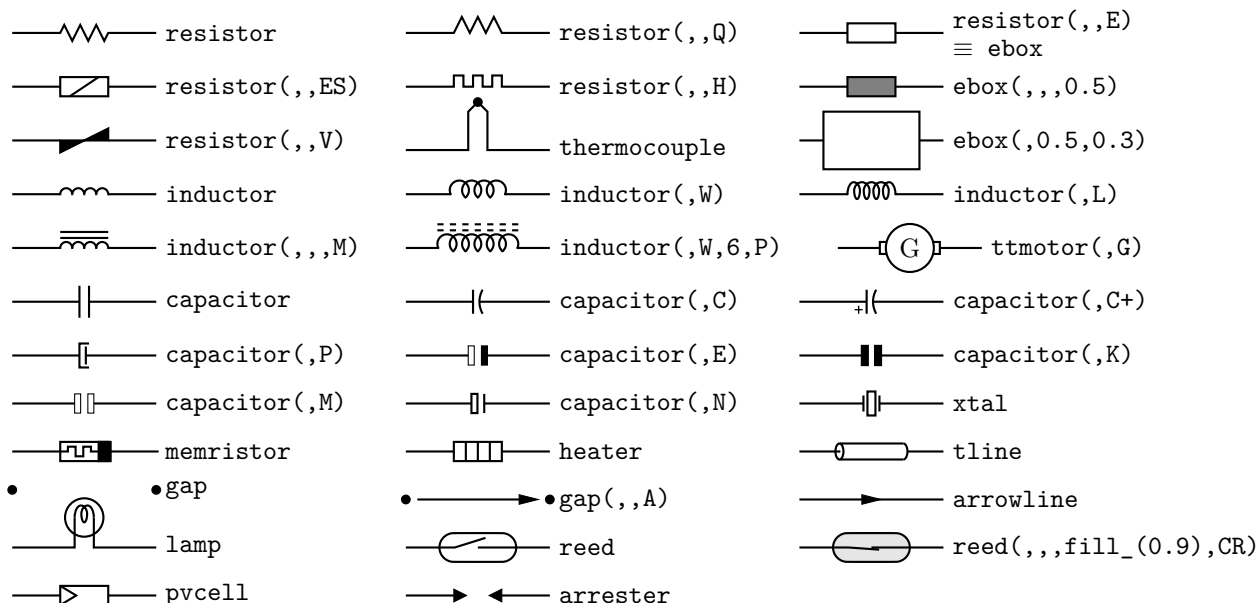 resistor
resistor(,,Q)
resistor(,,E)
≡ ebox
resistor(,,ES)
resistor(,,H)
ebox(,,,0.5)
resistor(,,V)
thermocouple
ebox(,0.5,0.3)
inductor
inductor(,W)
inductor(,L)
inductor(,,,M)
inductor(,W,6,P)
G
ttmotor(,G)
capacitor
capacitor(,C)
+
capacitor(,C+)
capacitor(,P)
capacitor(,E)
capacitor(,K)
capacitor(,M)
capacitor(,N)
xtal
memristor
heater
tline
gap
gap(,,A)
arrowline
lamp
reed
reed(,,,fill_(0.9),CR)
pvcell
arrester